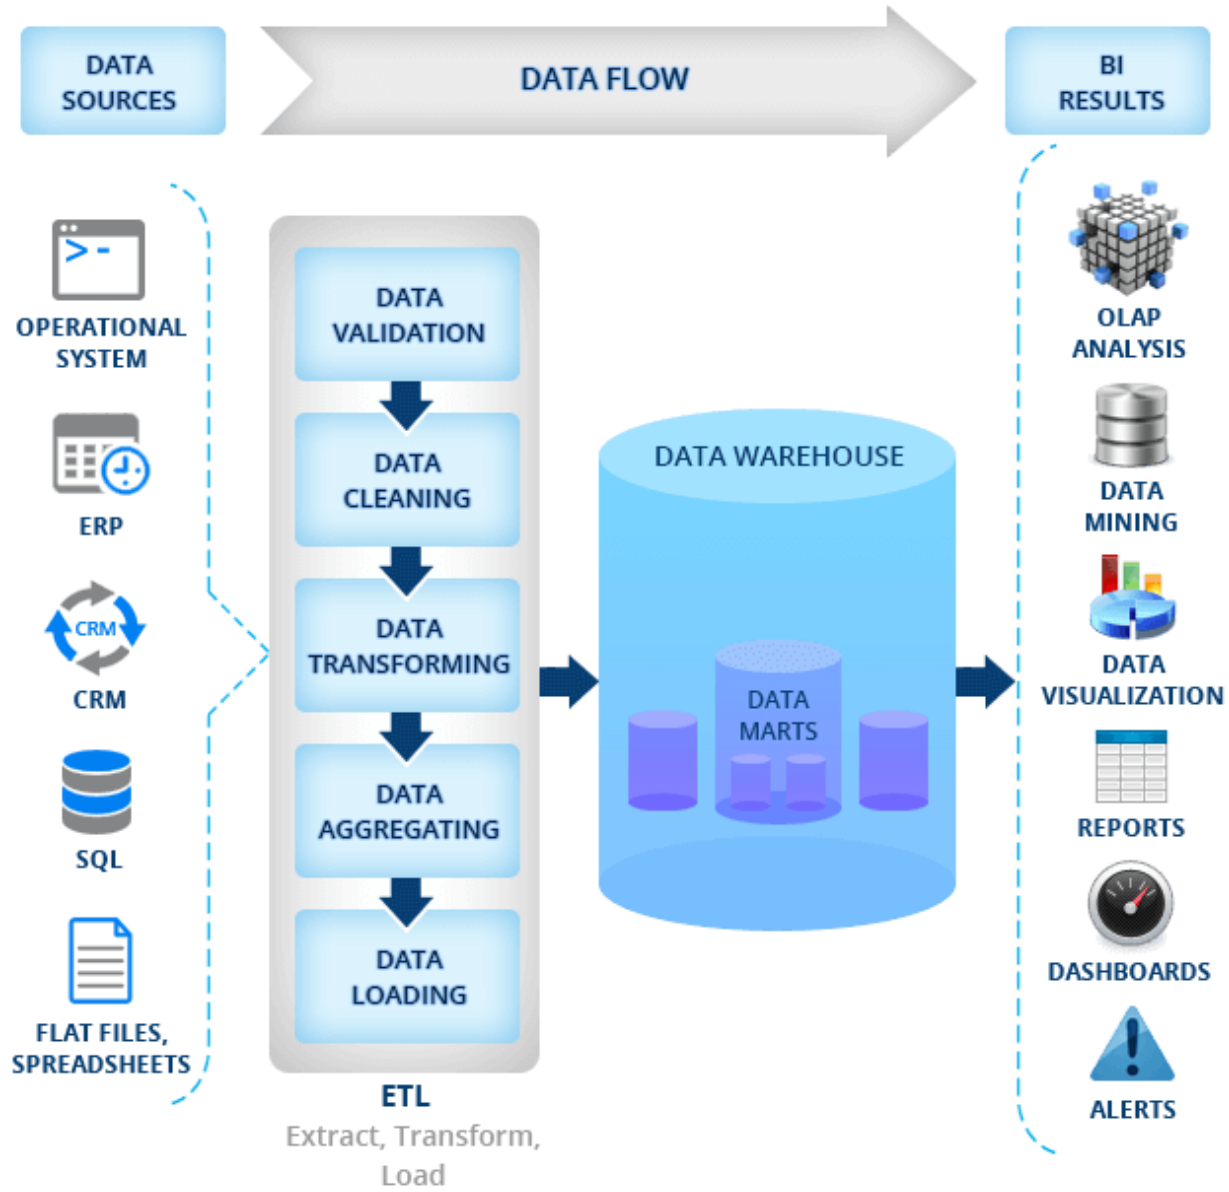 DATA
SOURCES
DATA FLOW
BI
RESULTS
>-
OPERATIONAL
SYSTEM
ERP
CRM
CRM
SQL
FLAT FILES,
SPREADSHEETS
DATA
VALIDATION
DATA
CLEANING
DATA
TRANSFORMING
DATA
AGGREGATING
DATA
LOADING
ETL
Extract, Transform,
Load
DATA WAREHOUSE
DATA
MARTS
OLAP
ANALYSIS
DATA
MINING
DATA
VISUALIZATION
REPORTS
DASHBOARDS
ALERTS